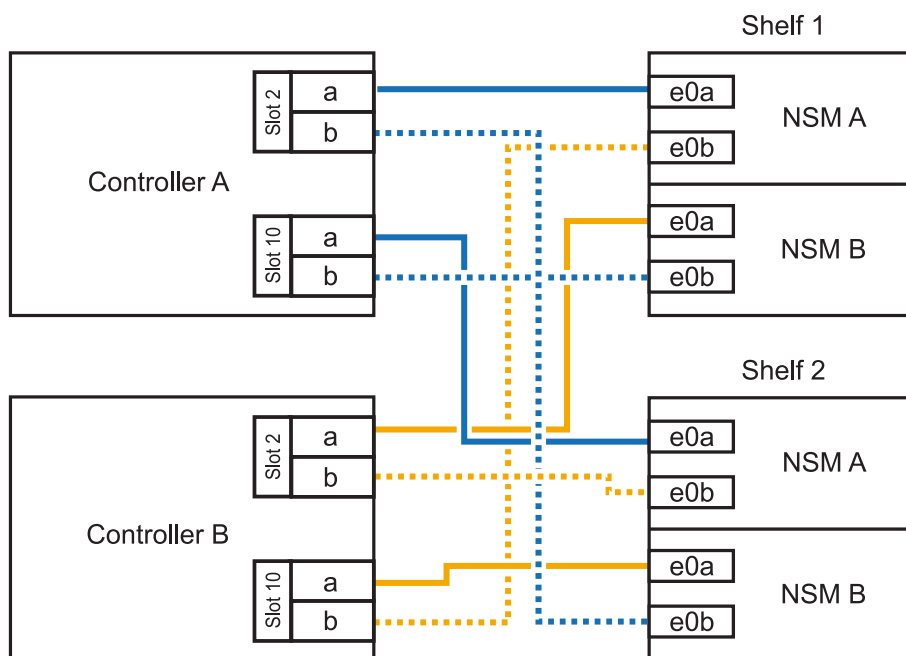 Shelf 1
Slot 2
a
b
Controller A
Slot 10
a
b
e0a
e0b
NSM A
e0a
e0b
NSM B
Shelf 2
Slot 2
a
b
Controller B
Slot 10
a
b
e0a
e0b
NSM A
e0a
e0b
NSM B